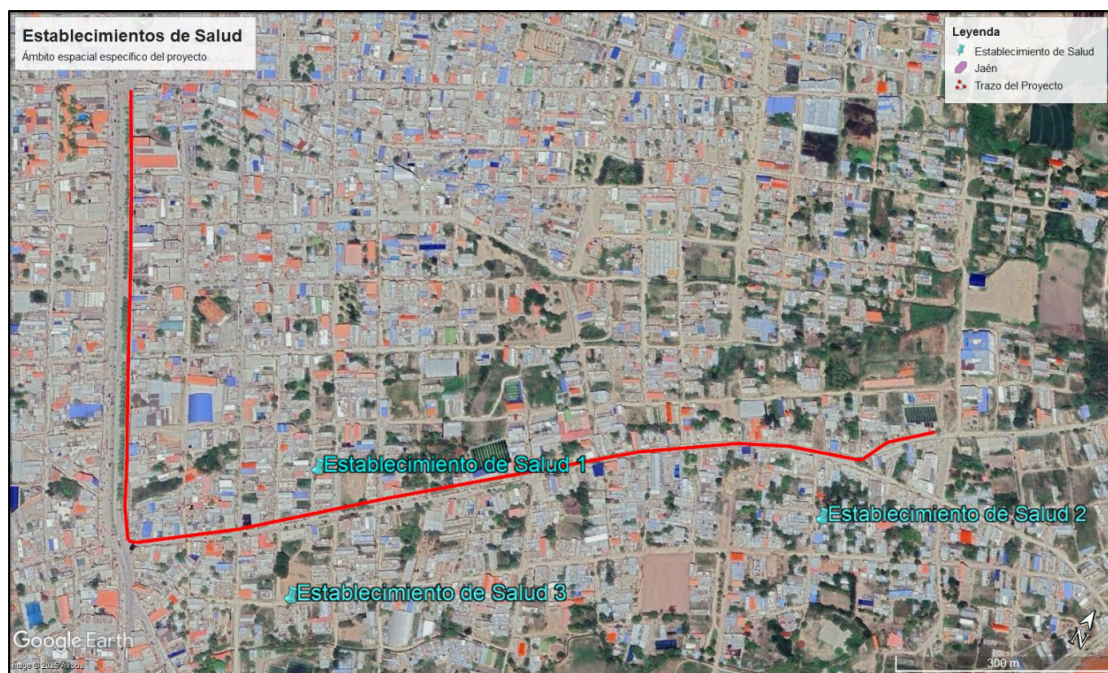 Establecimientos de Salud
Ámbito espacial específico del proyecto
Leyenda
Establecimiento de Salud
Jaén
Trazo del Proyecto
Establecimiento de Salud 1
Establecimiento de Salud 2
Establecimiento de Salud 3
Google Earth
N
300 m